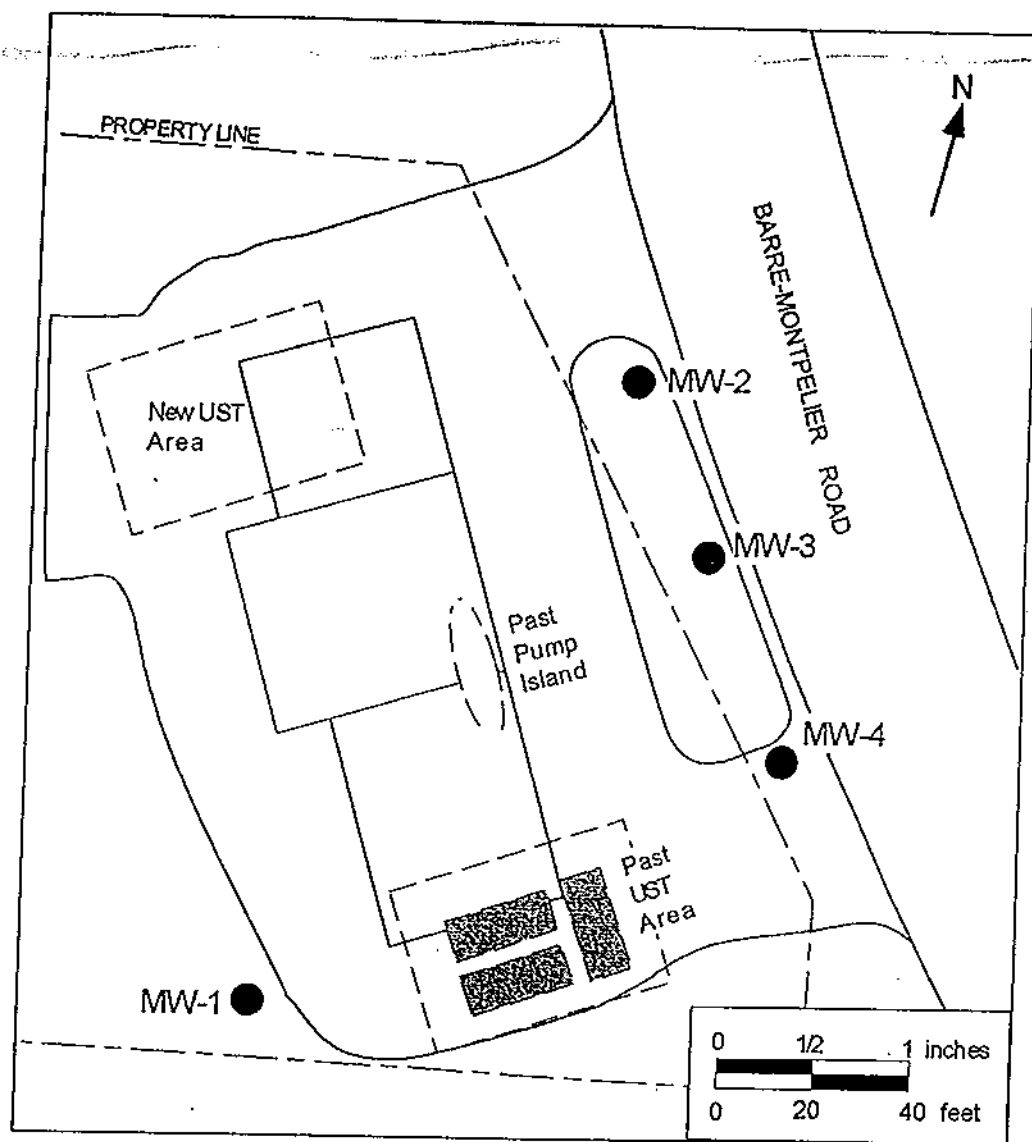 N
PROPERTY LINE
BARRE-MONTPELIER ROAD
New UST
Area
MW-2
MW-3
Past
Pump
Island
MW-4
Past
UST
Area
MW-1
0 1/2 1 inches
0 20 40 feet